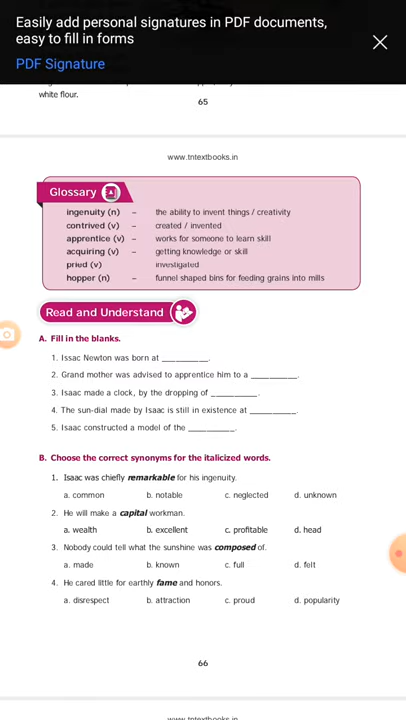 Easily add personal signatures in PDF documents,
easy to fill in forms
PDF Signature
white flour.
65
www.tntextbooks.in
Glossary
ingenuity (n) – the ability to invent things / creativity
contrived (v) – created / invented
apprentice (v) – works for someone to learn skill
acquiring (v) – getting knowledge or skill
pried (v) investigated
hopper (n) – funnel shaped bins for feeding grains into mills
Read and Understand
A. Fill in the blanks.
1. Issac Newton was born at __________.
2. Grand mother was advised to apprentice him to a __________.
3. Isaac made a clock, by the dropping of __________.
4. The sun-dial made by Isaac is still in existence at __________.
5. Isaac constructed a model of the __________.
B. Choose the correct synonyms for the italicized words.
1. Isaac was chiefly remarkable for his ingenuity.
a. common b. notable c. neglected d. unknown
2. He will make a capital workman.
a. wealth b. excellent c. profitable d. head
3. Nobody could tell what the sunshine was composed of.
a. made b. known c. full d. felt
4. He cared little for earthly fame and honors.
a. disrespect b. attraction c. proud d. popularity
66
www.tntextbooks.in